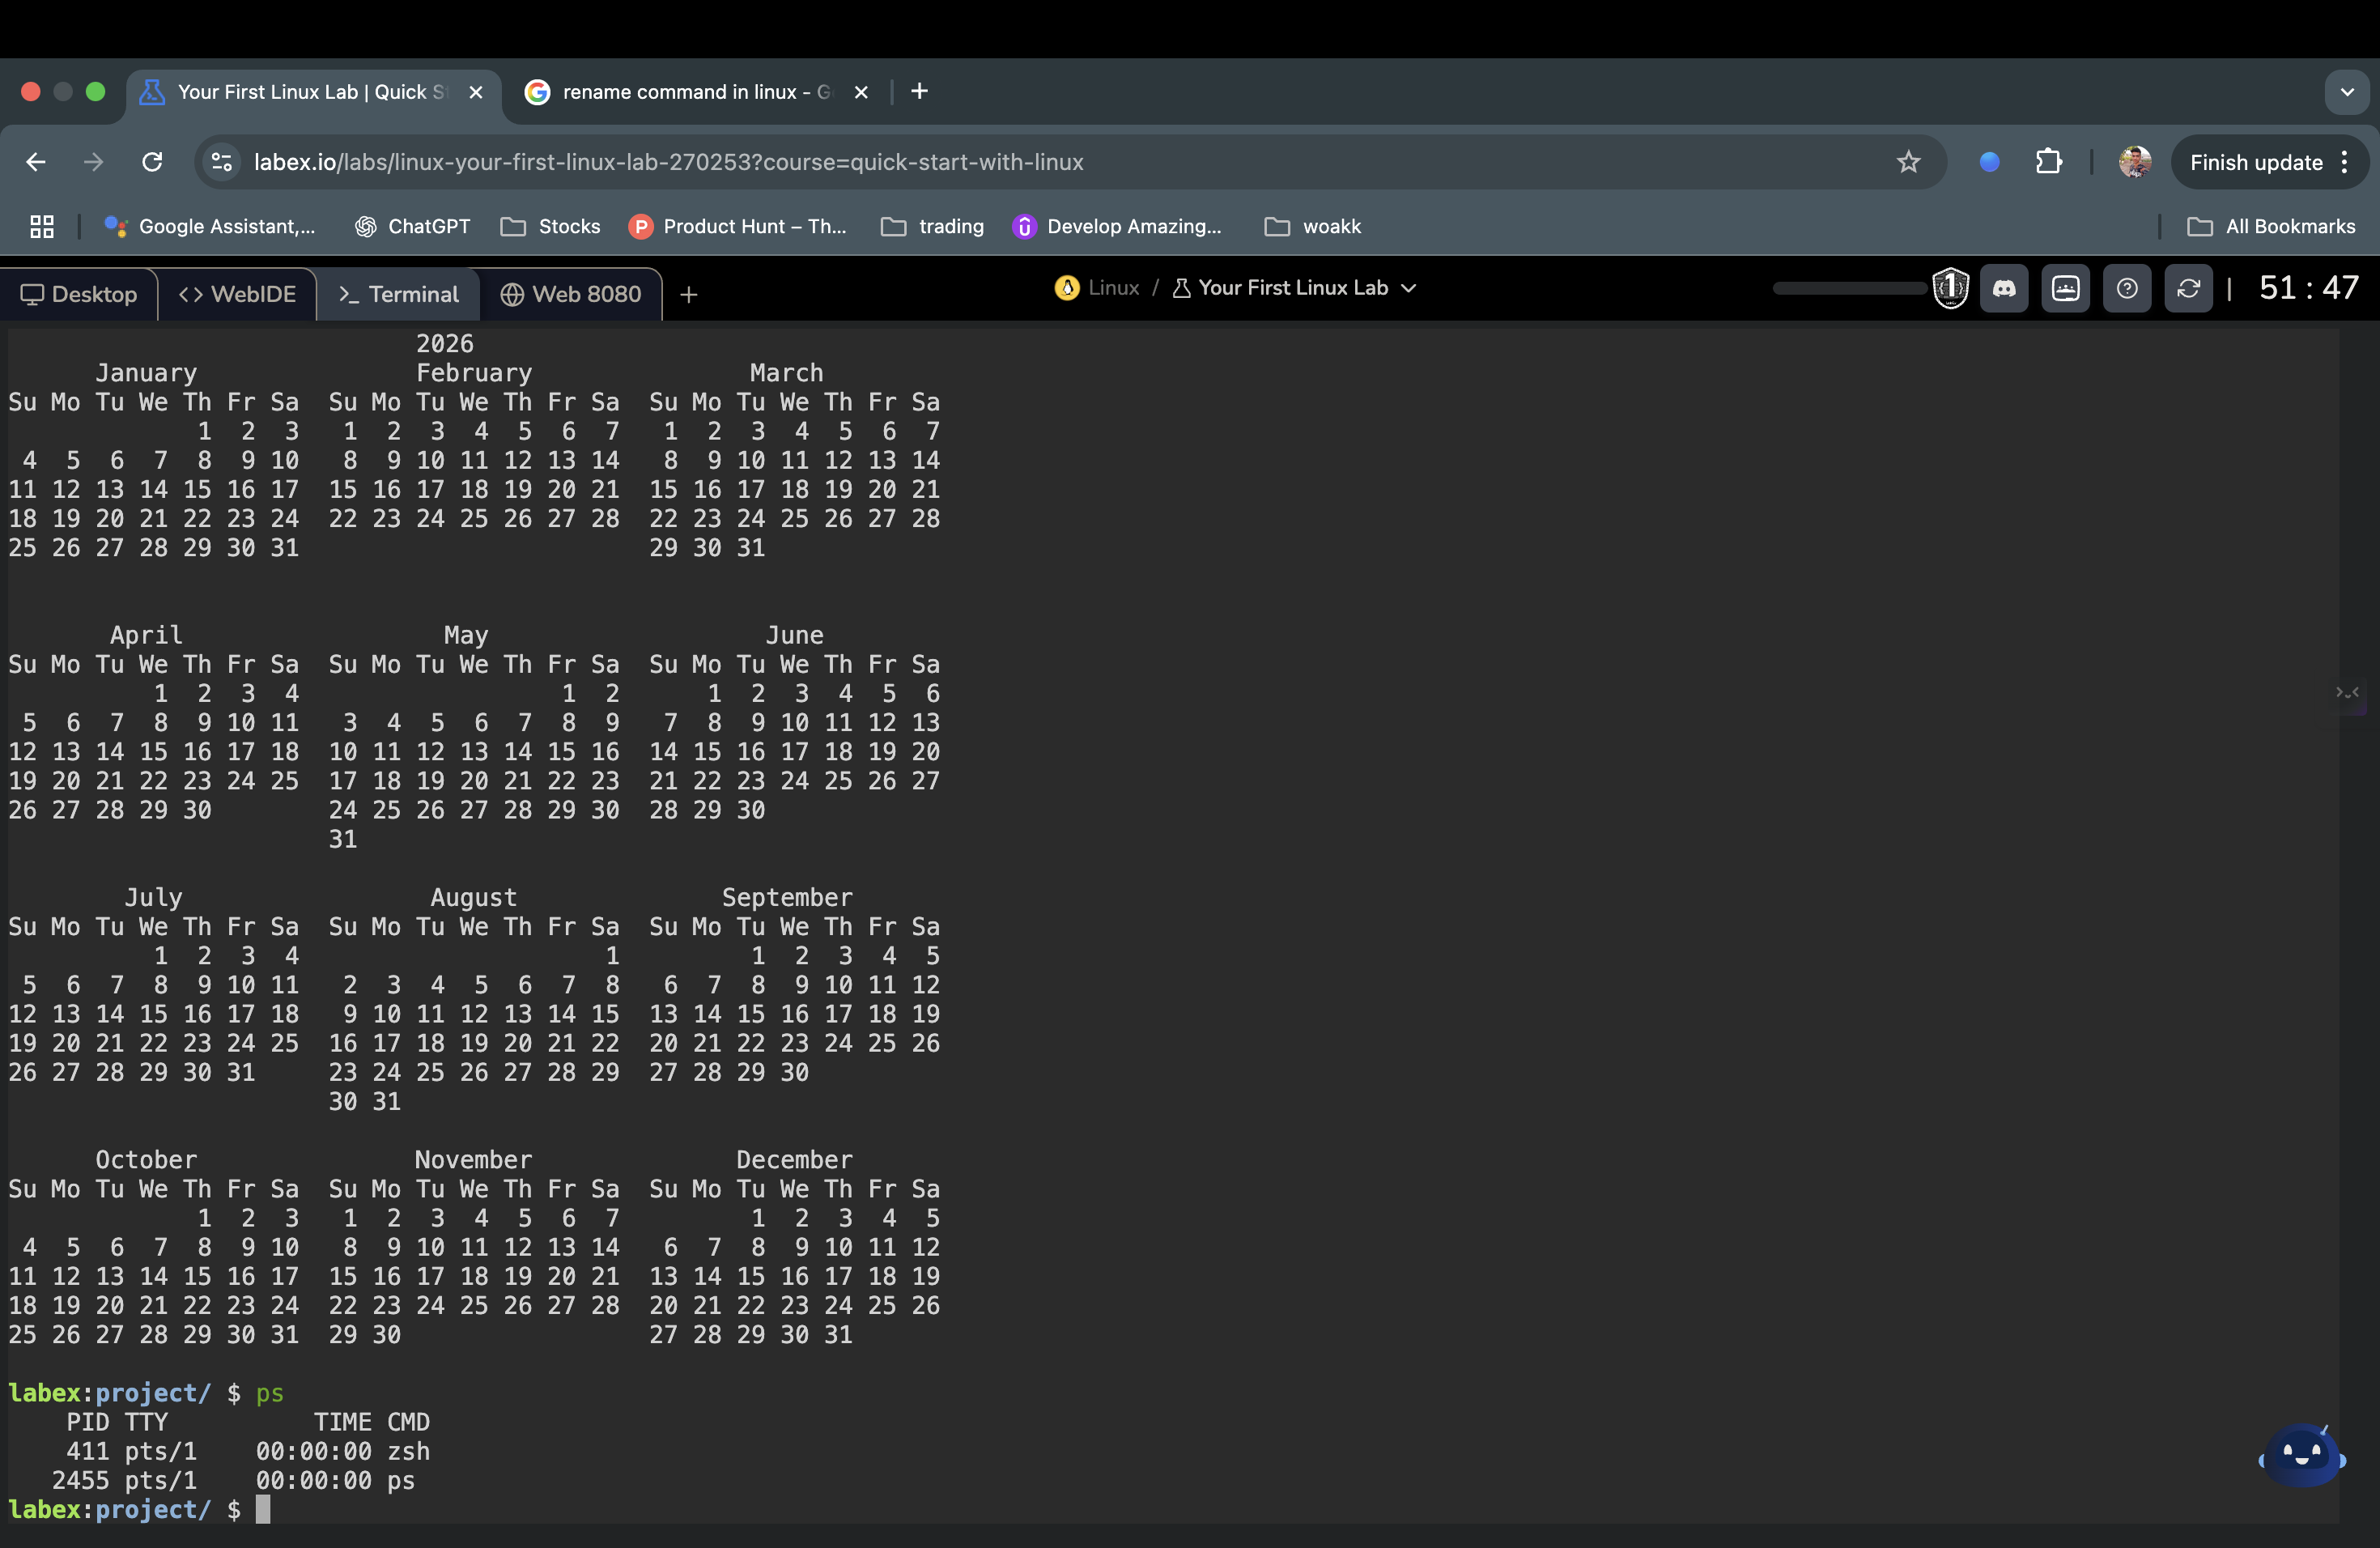 Your First Linux Lab | Quick S
rename command in linux - G
labex.io/labs/linux-your-first-linux-lab-270253?course=quick-start-with-linux
Finish update
Google Assistant,...
ChatGPT
Stocks
Product Hunt – Th...
trading
Develop Amazing...
woakk
All Bookmarks
Desktop
WebIDE
Terminal
Web 8080
Linux / Your First Linux Lab
51 : 47
                            2026
      January               February               March
Su Mo Tu We Th Fr Sa  Su Mo Tu We Th Fr Sa  Su Mo Tu We Th Fr Sa
             1  2  3   1  2  3  4  5  6  7   1  2  3  4  5  6  7
 4  5  6  7  8  9 10   8  9 10 11 12 13 14   8  9 10 11 12 13 14
11 12 13 14 15 16 17  15 16 17 18 19 20 21  15 16 17 18 19 20 21
18 19 20 21 22 23 24  22 23 24 25 26 27 28  22 23 24 25 26 27 28
25 26 27 28 29 30 31                        29 30 31
       April                  May                   June
Su Mo Tu We Th Fr Sa  Su Mo Tu We Th Fr Sa  Su Mo Tu We Th Fr Sa
          1  2  3  4                  1  2      1  2  3  4  5  6
 5  6  7  8  9 10 11   3  4  5  6  7  8  9   7  8  9 10 11 12 13
12 13 14 15 16 17 18  10 11 12 13 14 15 16  14 15 16 17 18 19 20
19 20 21 22 23 24 25  17 18 19 20 21 22 23  21 22 23 24 25 26 27
26 27 28 29 30        24 25 26 27 28 29 30  28 29 30
                      31
        July                 August              September
Su Mo Tu We Th Fr Sa  Su Mo Tu We Th Fr Sa  Su Mo Tu We Th Fr Sa
          1  2  3  4                     1         1  2  3  4  5
 5  6  7  8  9 10 11   2  3  4  5  6  7  8   6  7  8  9 10 11 12
12 13 14 15 16 17 18   9 10 11 12 13 14 15  13 14 15 16 17 18 19
19 20 21 22 23 24 25  16 17 18 19 20 21 22  20 21 22 23 24 25 26
26 27 28 29 30 31     23 24 25 26 27 28 29  27 28 29 30
                      30 31
      October               November              December
Su Mo Tu We Th Fr Sa  Su Mo Tu We Th Fr Sa  Su Mo Tu We Th Fr Sa
             1  2  3   1  2  3  4  5  6  7         1  2  3  4  5
 4  5  6  7  8  9 10   8  9 10 11 12 13 14   6  7  8  9 10 11 12
11 12 13 14 15 16 17  15 16 17 18 19 20 21  13 14 15 16 17 18 19
18 19 20 21 22 23 24  22 23 24 25 26 27 28  20 21 22 23 24 25 26
25 26 27 28 29 30 31  29 30                 27 28 29 30 31
labex:project/ $ ps
    PID TTY          TIME CMD
    411 pts/1    00:00:00 zsh
   2455 pts/1    00:00:00 ps
labex:project/ $